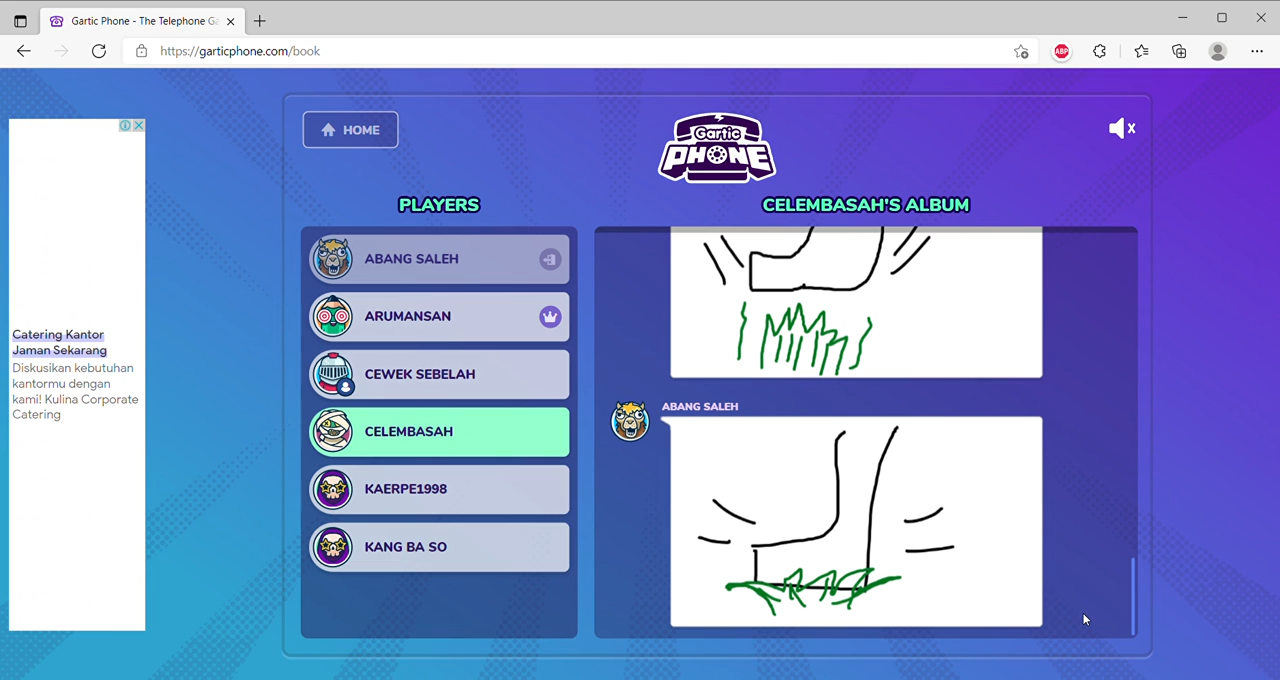 Gartic Phone - The Telephone Ga
https://garticphone.com/book
ABP
HOME
Gartic
PHONE
PLAYERS
CELEMBASAH'S ALBUM
ABANG SALEH
ARUMANSAN
CEWEK SEBELAH
CELEMBASAH
KAERPE1998
KANG BA SO
ABANG SALEH
Catering Kantor
Jaman Sekarang
Diskusikan kebutuhan
kantormu dengan
kami! Kulina Corporate
Catering